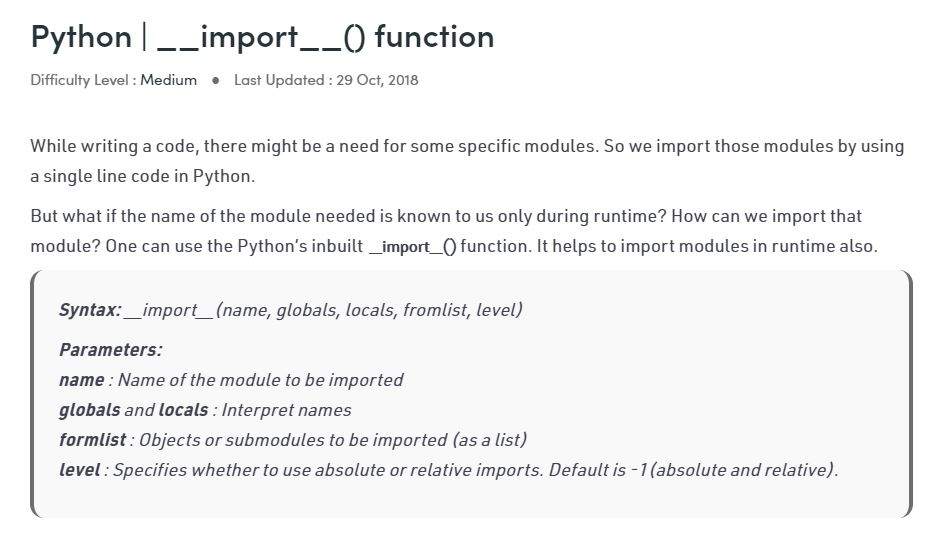 Python | __import__() function
Difficulty Level : Medium ● Last Updated : 29 Oct, 2018
While writing a code, there might be a need for some specific modules. So we import those modules by using
a single line code in Python.
But what if the name of the module needed is known to us only during runtime? How can we import that
module? One can use the Python’s inbuilt __import__() function. It helps to import modules in runtime also.
Syntax: __import__(name, globals, locals, fromlist, level)
Parameters:
name : Name of the module to be imported
globals and locals : Interpret names
formlist : Objects or submodules to be imported (as a list)
level : Specifies whether to use absolute or relative imports. Default is -1(absolute and relative).